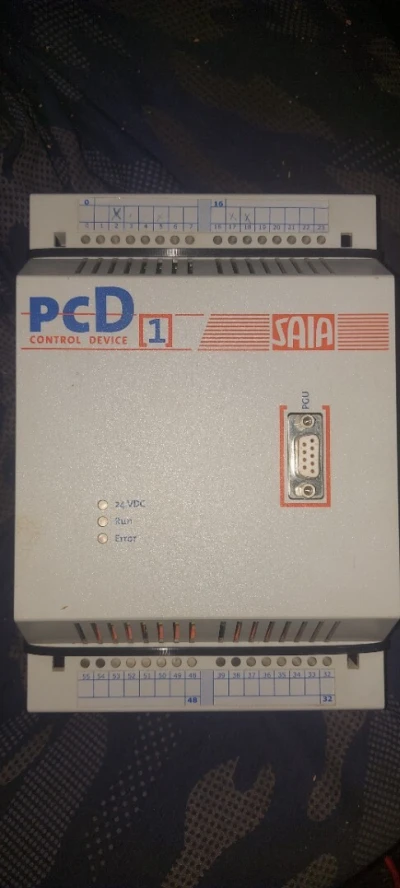 0 16
0 1 2 3 4 5 6 7 16 17 18 19 20 21 22 23
X X X
PCD 1 SAIA
CONTROL DEVICE
PGU
24 VDC
Run
Error
55 54 53 52 51 50 49 48 39 38 37 36 35 34 33 32
48 32